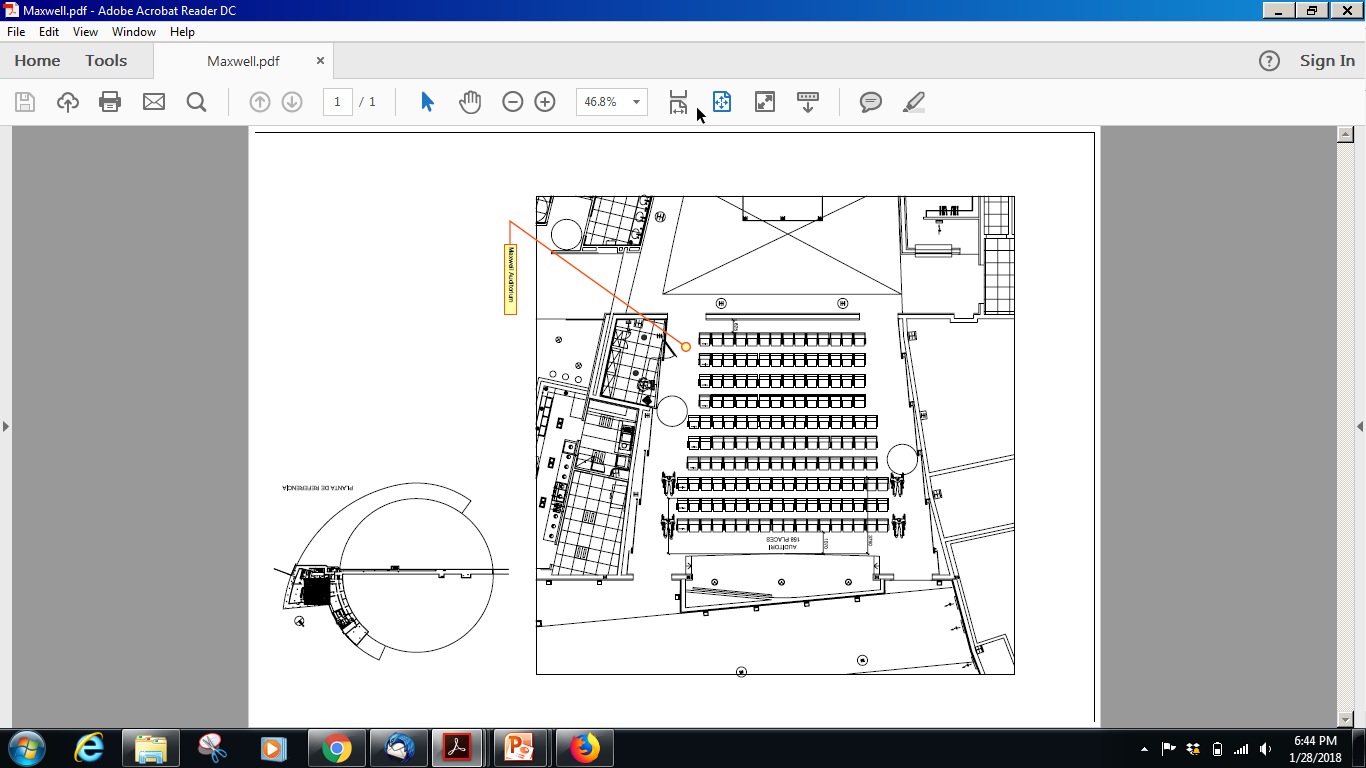 Maxwell.pdf - Adobe Acrobat Reader DC
File Edit View Window Help
Home Tools Maxwell.pdf × ? Sign In
1 / 1 46.8%
Maxwell Auditorium
PLANTA DE REFERENCIA
AUDITORI
168 PLACES
6:44 PM
1/28/2018